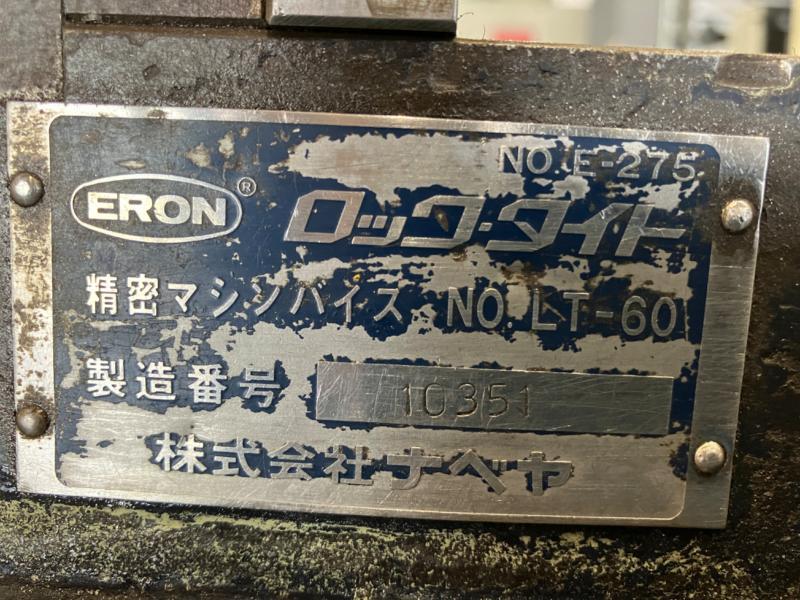 NO. E-275
ERON® ロック・タイト
精密マシンバイス NO. LT-60
製造番号 10351
株式会社ナベヤ